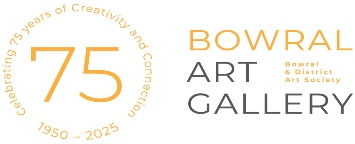 Celebrating 75 years of Creativity and Connection
75
1950 – 2025
BOWRAL
ART
Bowral
& District
Art Society
GALLERY